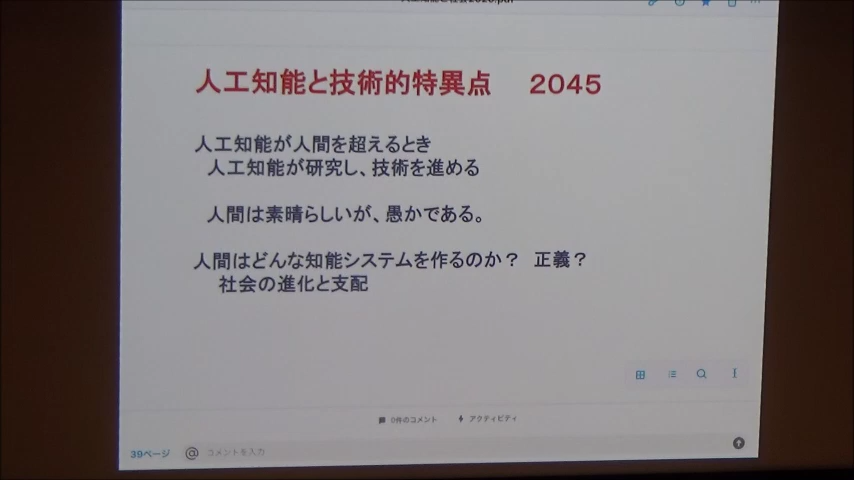 人工知能と技術的特異点　2045
人工知能が人間を超えるとき
人工知能が研究し、技術を進める
人間は素晴らしいが、愚かである。
人間はどんな知能システムを作るのか？　正義？
社会の進化と支配
0件のコメント　アクティビティ
39ページ　@　コメントを入力